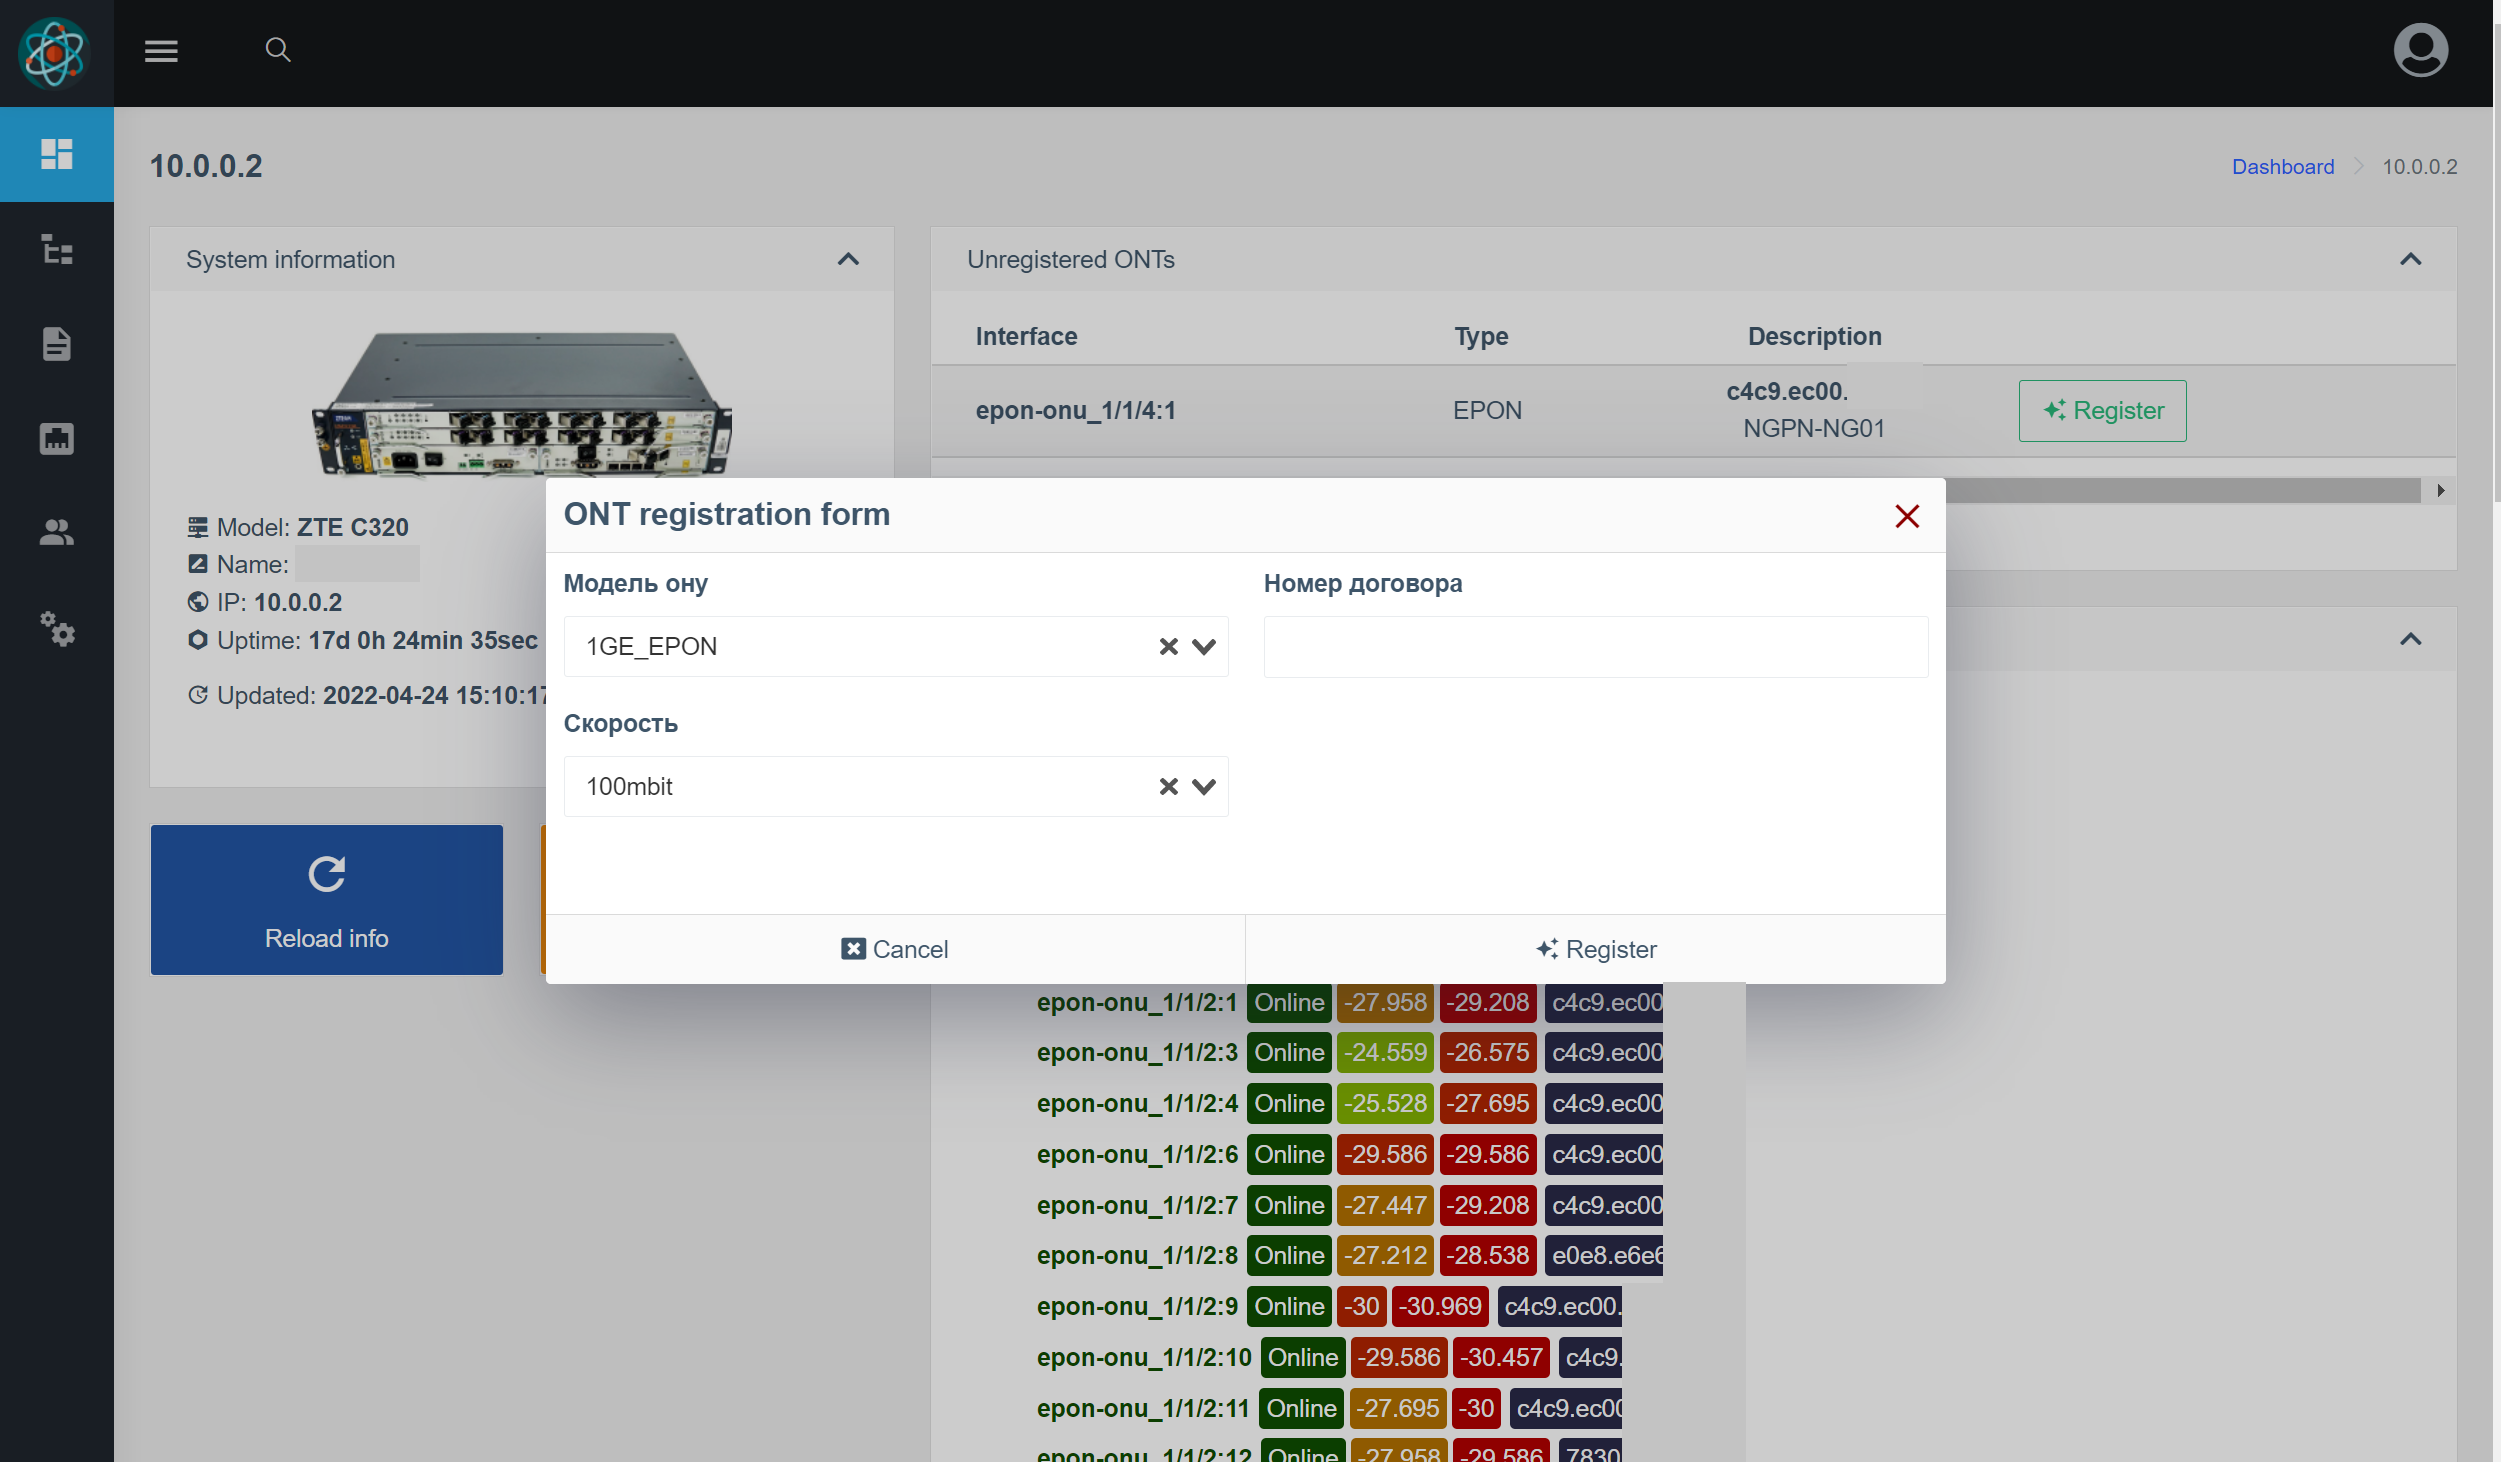 10.0.0.2
Dashboard 10.0.0.2
System information
Model: ZTE C320
Name:
IP: 10.0.0.2
Uptime: 17d 0h 24min 35sec
Updated: 2022-04-24 15:10:17
Reload info
Unregistered ONTs
Interface Type Description
epon-onu_1/1/4:1 EPON c4c9.ec00. Register
NGPN-NG01
ONT registration form
Модель ону
1GE_EPON
Номер договора
Скорость
100mbit
Cancel Register
epon-onu_1/1/2:1 Online -27.958 -29.208 c4c9.ec00
epon-onu_1/1/2:3 Online -24.559 -26.575 c4c9.ec00
epon-onu_1/1/2:4 Online -25.528 -27.695 c4c9.ec00
epon-onu_1/1/2:6 Online -29.586 -29.586 c4c9.ec00
epon-onu_1/1/2:7 Online -27.447 -29.208 c4c9.ec00
epon-onu_1/1/2:8 Online -27.212 -28.538 e0e8.e6e6
epon-onu_1/1/2:9 Online -30 -30.969 c4c9.ec00.
epon-onu_1/1/2:10 Online -29.586 -30.457 c4c9.
epon-onu_1/1/2:11 Online -27.695 -30 c4c9.ec00
epon-onu_1/1/2:12 Online -27.958 -29.586 7830